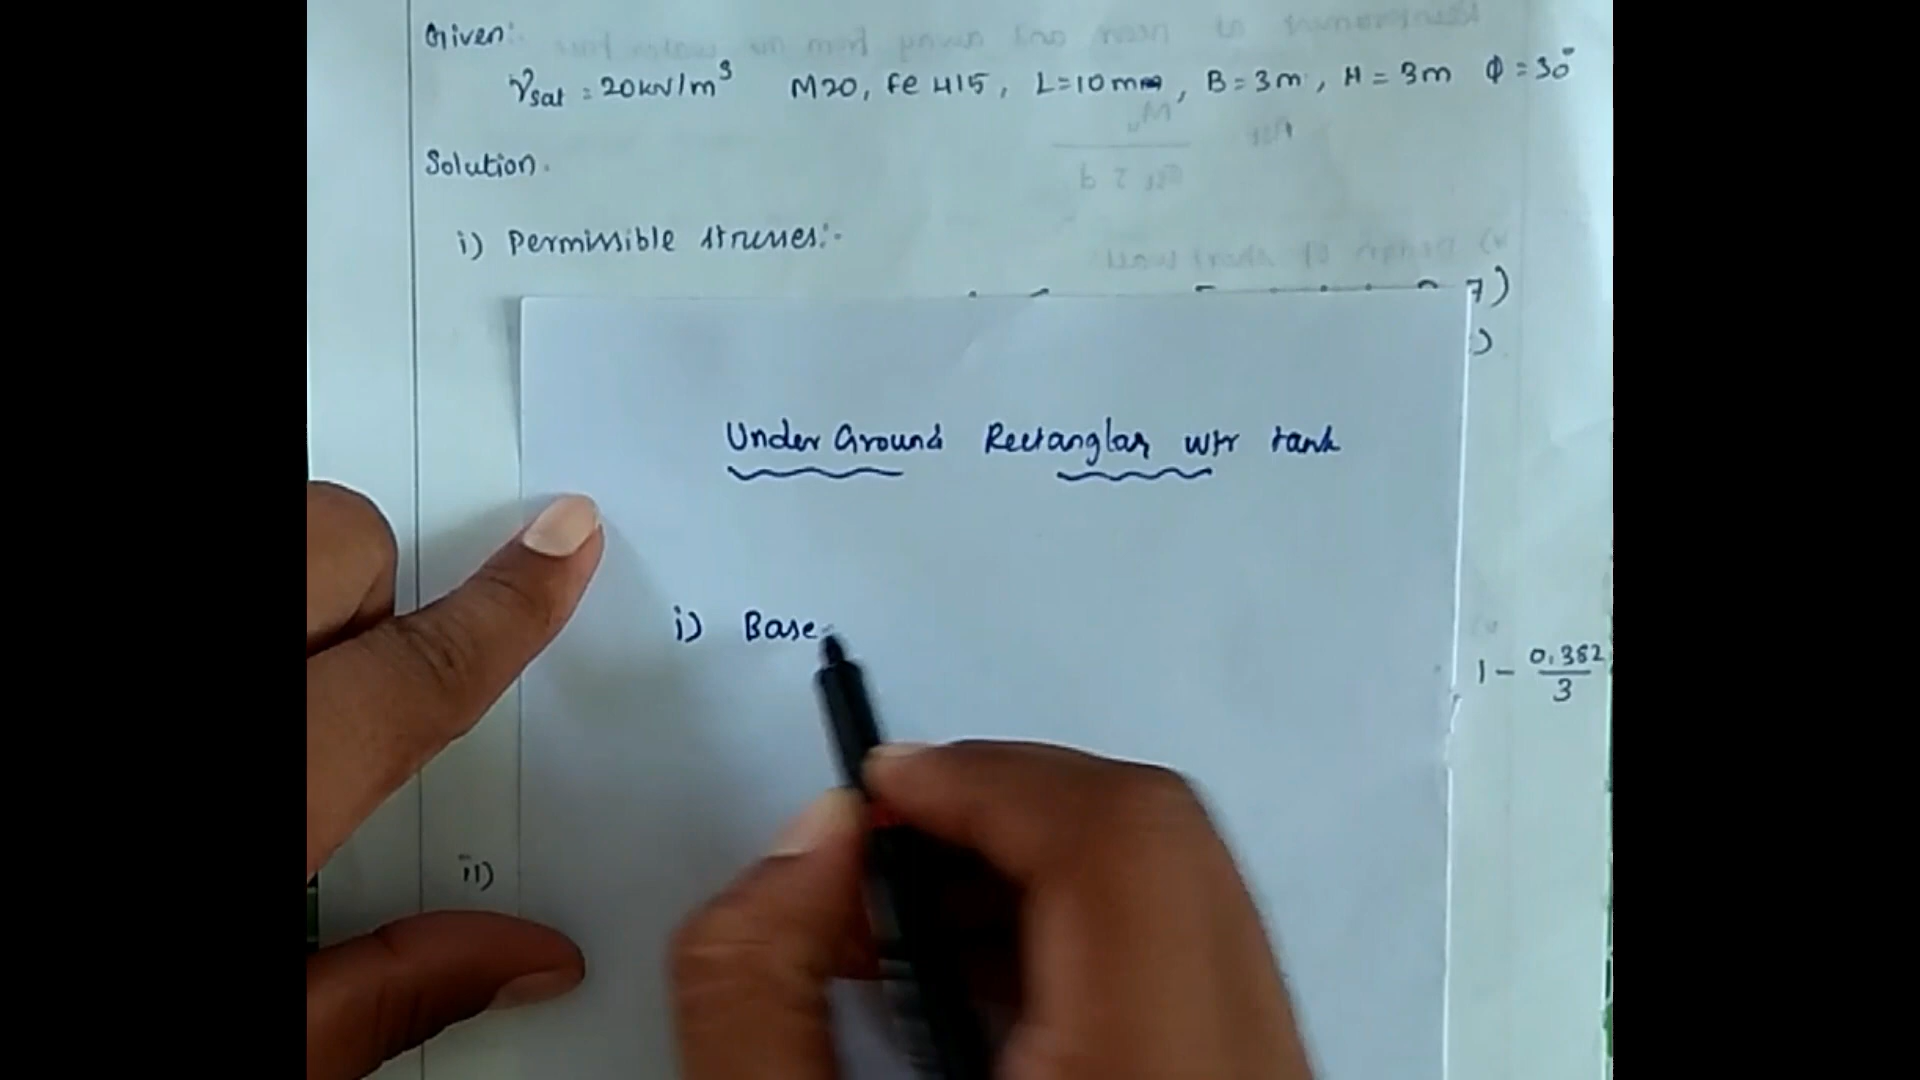 Given:
γsat = 20kN/m³ M20, Fe 415, L=10m, B=3m, H=3m Φ=30°
Solution.
i) Permissible stresses:-
7)
)
Under Ground Rectanglar wtr tank
i) Base
1 - 0.382/3
ii)